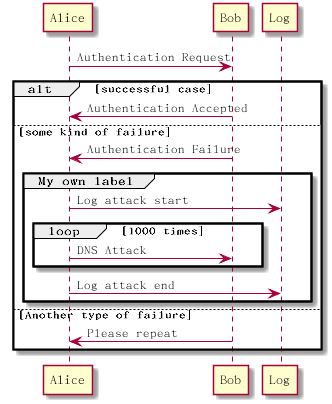 Alice Bob Log
Authentication Request
alt [successful case]
Authentication Accepted
[some kind of failure]
Authentication Failure
My own label
Log attack start
loop [1000 times]
DNS Attack
Log attack end
[Another type of failure]
Please repeat
Alice Bob Log